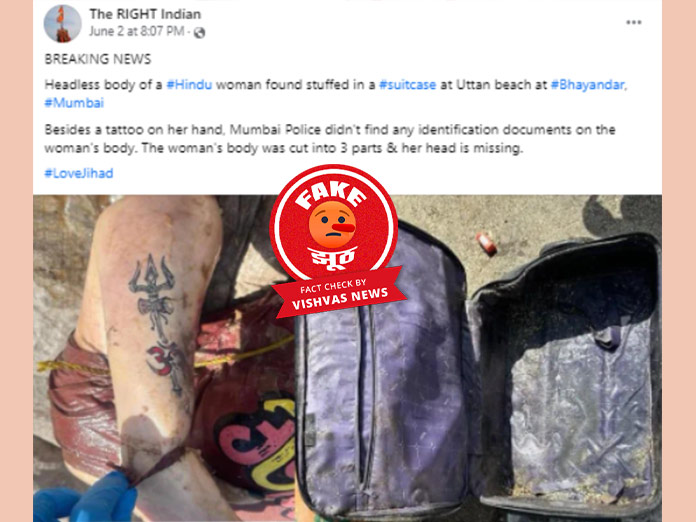 The RIGHT Indian
June 2 at 8:07 PM ·
BREAKING NEWS
Headless body of a #Hindu woman found stuffed in a #suitcase at Uttan beach at #Bhayandar,
#Mumbai
Besides a tattoo on her hand, Mumbai Police didn't find any identification documents on the
woman's body. The woman's body was cut into 3 parts & her head is missing.
#LoveJihad
FAKE
झूठ
FACT CHECK BY
VISHVAS NEWS